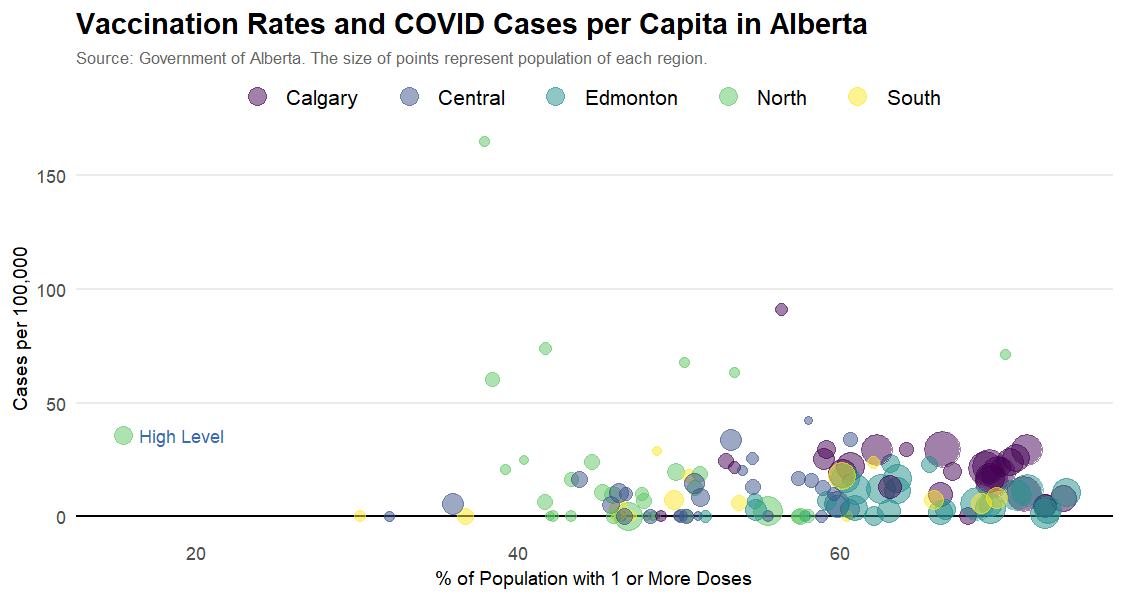 Vaccination Rates and COVID Cases per Capita in Alberta
Source: Government of Alberta. The size of points represent population of each region.
Calgary Central Edmonton North South
150
100
50
0
Cases per 100,000
High Level
20 40 60
% of Population with 1 or More Doses